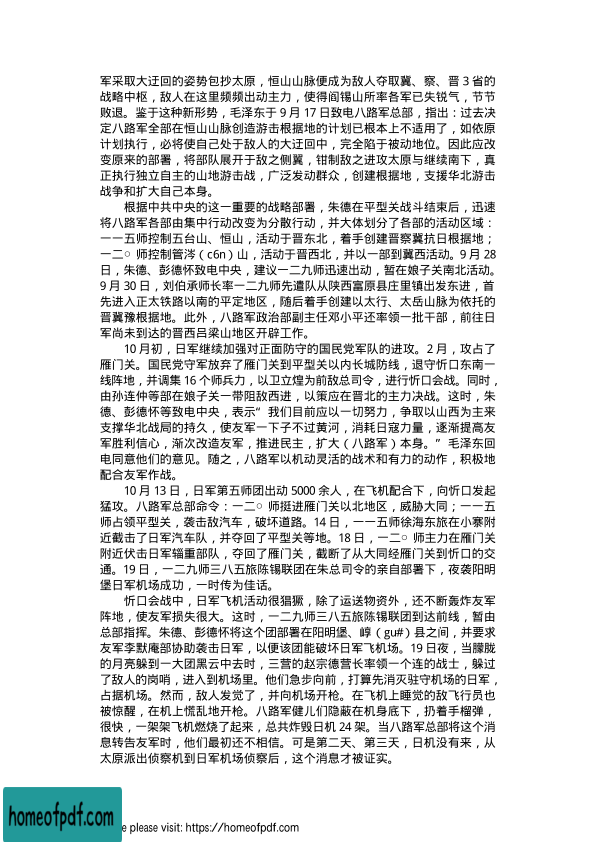 军采取大迂回的姿势包抄太原，恒山山脉便成为敌人夺取冀、察、晋 3 省的
战略中枢，敌人在这里频频出动主力，使得阎锡山所率各军已失锐气，节节
败退。鉴于这种新形势，毛泽东于 9 月 17 日致电八路军总部，指出：过去决
定八路军全部在恒山山脉创造游击根据地的计划已根本上不适用了，如依原
计划执行，必将使自己处于敌人的大迂回中，完全陷于被动地位。因此应改
变原来的部署，将部队展开于敌之侧翼，钳制敌之进攻太原与继续南下，真
正执行独立自主的山地游击战，广泛发动群众，创建根据地，支援华北游击
战争和扩大自己本身。
根据中共中央的这一重要的战略部署，朱德在平型关战斗结束后，迅速
将八路军各部由集中行动改变为分散行动，并大体划分了各部的活动区域：
一一五师控制五台山、恒山，活动于晋东北，着手创建晋察冀抗日根据地；
一二○师控制管涔（c6n）山，活动于晋西北，并以一部到冀西活动。9 月 28
日，朱德、彭德怀致电中央，建议一二九师迅速出动，暂在娘子关南北活动。
9 月 30 日，刘伯承师长率一二九师先遣队从陕西富原县庄里镇出发东进，首
先进入正太铁路以南的平定地区，随后着手创建以太行、太岳山脉为依托的
晋冀豫根据地。此外，八路军政治部副主任邓小平还率领一批干部，前往日
军尚未到达的晋西吕梁山地区开辟工作。
10 月初，日军继续加强对正面防守的国民党军队的进攻。2 月，攻占了
雁门关。国民党守军放弃了雁门关到平型关以内长城防线，退守忻口东南一
线阵地，并调集 16 个师兵力，以卫立煌为前敌总司令，进行忻口会战。同时，
由孙连仲等部在娘子关一带阻敌西进，以策应在晋北的主力决战。这时，朱
德、彭德怀等致电中央，表示“我们目前应以一切努力，争取以山西为主来
支撑华北战局的持久，使友军一下子不过黄河，消耗日寇力量，逐渐提高友
军胜利信心，渐次改造友军，推进民主，扩大（八路军）本身。”毛泽东回
电同意他们的意见。随之，八路军以机动灵活的战术和有力的动作，积极地
配合友军作战。
10 月 13 日，日军第五师团出动 5000 余人，在飞机配合下，向忻口发起
猛攻。八路军总部命令：一二○师挺进雁门关以北地区，威胁大同；一一五
师占领平型关，袭击敌汽车，破坏道路。14 日，一一五师徐海东旅在小寨附
近截击了日军汽车队，并夺回了平型关等地。18 日，一二○师主力在雁门关
附近伏击日军辎重部队，夺回了雁门关，截断了从大同经雁门关到忻口的交
通。19 日，一二九师三八五旅陈锡联团在朱总司令的亲自部署下，夜袭阳明
堡日军机场成功，一时传为佳话。
忻口会战中，日军飞机活动很猖獗，除了运送物资外，还不断轰炸友军
阵地，使友军损失很大。这时，一二九师三八五旅陈锡联团到达前线，暂由
总部指挥。朱德、彭德怀将这个团部署在阳明堡、崞（gu#）县之间，并要求
友军李默庵部协助袭击日军，以便该团能破坏日军飞机场。19 日夜，当朦胧
的月亮躲到一大团黑云中去时，三营的赵宗德营长率领一个连的战士，躲过
了敌人的岗哨，进入到机场里。他们急步向前，打算先消灭驻守机场的日军，
占据机场。然而，敌人发觉了，并向机场开枪。在飞机上睡觉的敌飞行员也
被惊醒，在机上慌乱地开枪。八路军健儿们隐蔽在机身底下，扔着手榴弹，
很快，一架架飞机燃烧了起来，总共炸毁日机 24 架。当八路军总部将这个消
息转告友军时，他们最初还不相信。可是第二天、第三天，日机没有来，从
太原派出侦察机到日军机场侦察后，这个消息才被证实。
homeofpdf.com
please visit: https://homeofpdf.com